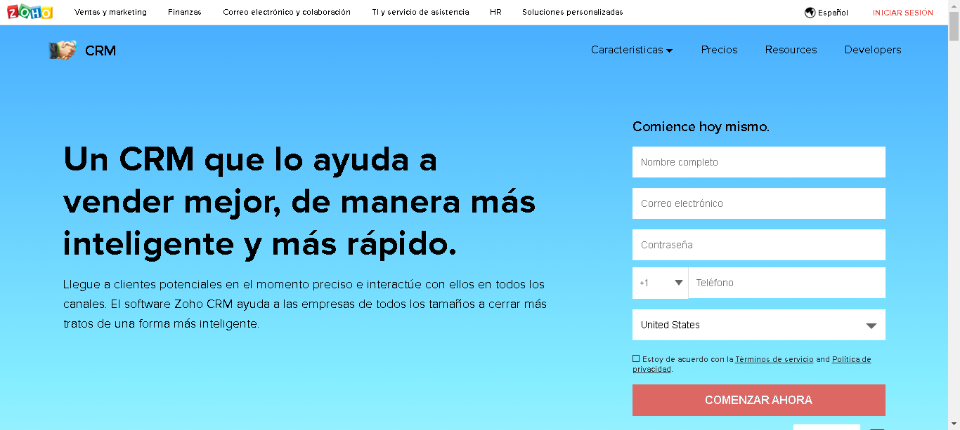 ZOHO Ventas y marketing Finanzas Correo electrónico y colaboración TI y servicio de asistencia HR Soluciones personalizadas Español INICIAR SESIÓN
CRM Características Precios Resources Developers
Un CRM que lo ayuda a
vender mejor, de manera más
inteligente y más rápido.
Llegue a clientes potenciales en el momento preciso e interactúe con ellos en todos los
canales. El software Zoho CRM ayuda a las empresas de todos los tamaños a cerrar más
tratos de una forma más inteligente.
Comience hoy mismo.
Nombre completo
Correo electrónico
Contraseña
+1 Teléfono
United States
Estoy de acuerdo con la Términos de servicio and Política de
privacidad.
COMENZAR AHORA